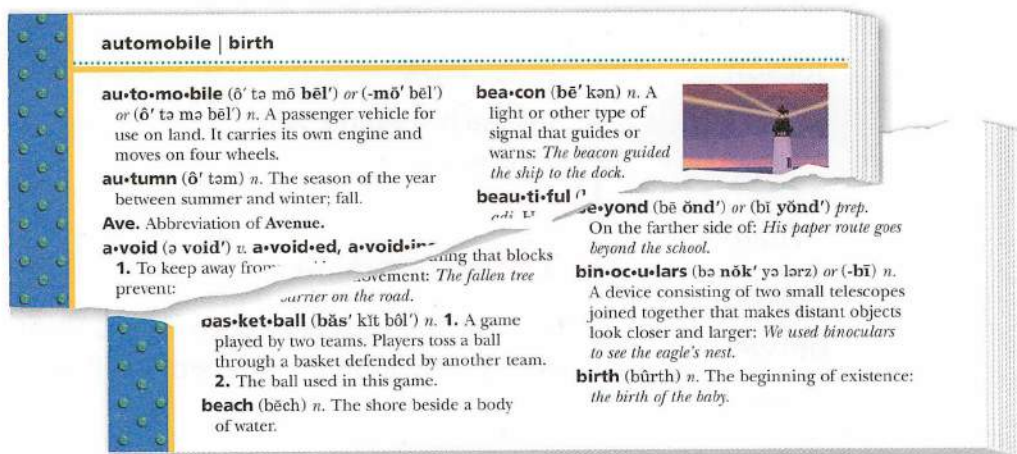 automobile | birth
au•to•mo•bile (ô′ tə mō bēl′) or (-mō′ bēl′)
or (ô′ tə mə bēl′) n. A passenger vehicle for
use on land. It carries its own engine and
moves on four wheels.
au•tumn (ô′ təm) n. The season of the year
between summer and winter; fall.
Ave. Abbreviation of Avenue.
a•void (ə void′) v. a•void•ed,
1. To keep away from
prevent:
bea•con (bē′ kən) n. A
light or other type of
signal that guides or
warns: The beacon guided
the ship to the dock.
beau•ti•ful
that blocks
The fallen tree
on the road.
bas•ket•ball (băs′ kĭt bôl′) n. 1. A game
played by two teams. Players toss a ball
through a basket defended by another team.
2. The ball used in this game.
beach (bēch) n. The shore beside a body
of water.
be•yond (bē ŏnd′) or (bī yŏnd′) prep.
On the farther side of: His paper route goes
beyond the school.
bin•oc•u•lars (bə nŏk′ yə lərz) or (-bī) n.
A device consisting of two small telescopes
joined together that makes distant objects
look closer and larger: We used binoculars
to see the eagle's nest.
birth (bûrth) n. The beginning of existence:
the birth of the baby.